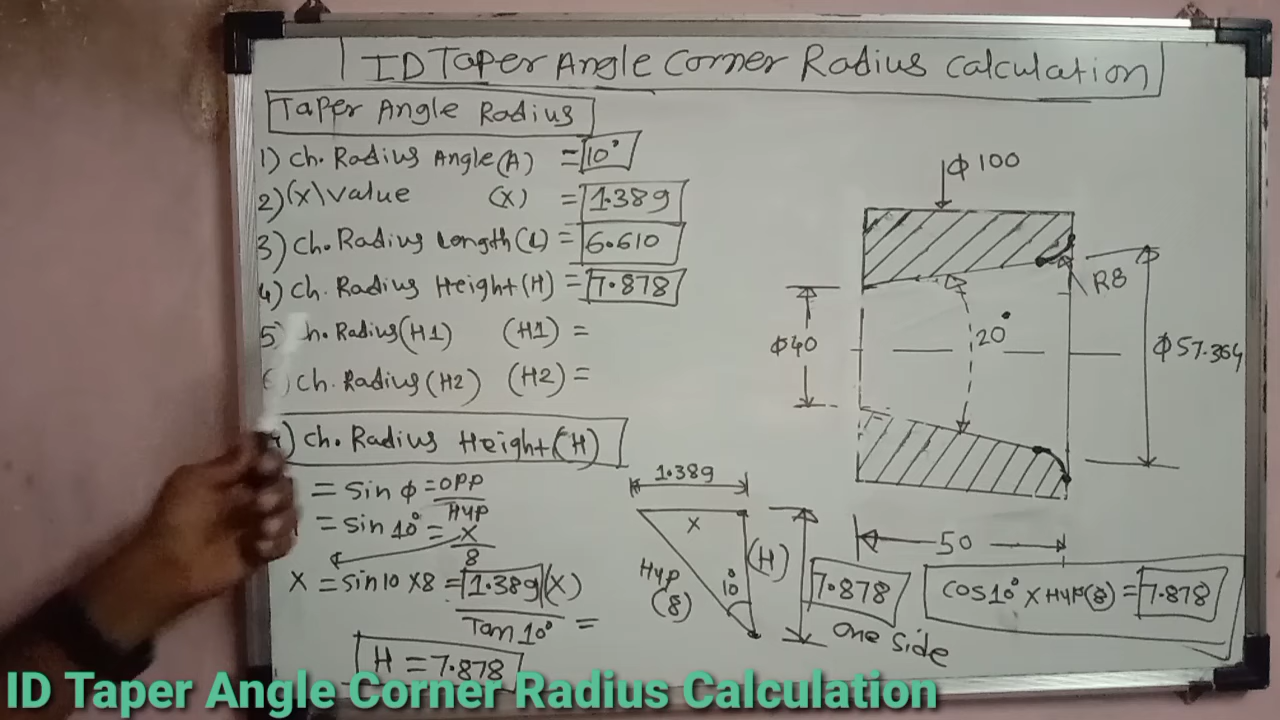 ID Taper Angle Corner Radius Calculation
Taper Angle Radius
1) Ch. Radius Angle (A) = 10°
2) (X) Value (X) = 1.389
3) Ch. Radius Length (L) = 6.610
4) Ch. Radius Height (H) = 7.878
5) h. Radius (H1) (H1) =
Ch. Radius (H2) (H2) =
) Ch. Radius Height (H)
= Sin ϕ = OPP
HYP
= Sin 10° = X
8
X = Sin 10 X 8 = 1.389 (X)
Tan 10° =
H = 7.878
1.389
X
HYP
(8)
10°
(H)
7.878
One Side
Cos 10° X HYP (8) = 7.878
ϕ 100
R8
20°
ϕ 40
ϕ 57.364
50
ID Taper Angle Corner Radius Calculation